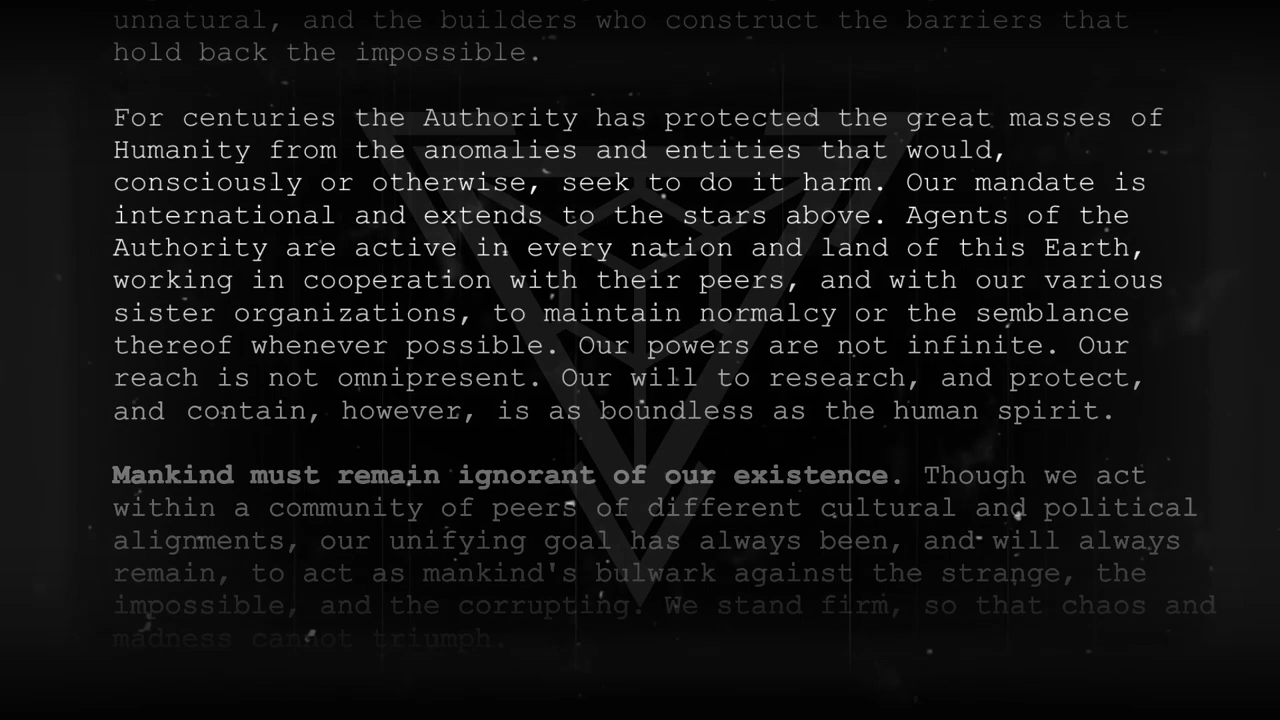 unnatural, and the builders who construct the barriers that
hold back the impossible.
For centuries the Authority has protected the great masses of
Humanity from the anomalies and entities that would,
consciously or otherwise, seek to do it harm. Our mandate is
international and extends to the stars above. Agents of the
Authority are active in every nation and land of this Earth,
working in cooperation with their peers, and with our various
sister organizations, to maintain normalcy or the semblance
thereof whenever possible. Our powers are not infinite. Our
reach is not omnipresent. Our will to research, and protect,
and contain, however, is as boundless as the human spirit.
Mankind must remain ignorant of our existence. Though we act
within a community of peers of different cultural and political
alignments, our unifying goal has always been, and will always
remain, to act as mankind's bulwark against the strange, the
impossible, and the corrupting. We stand firm, so that chaos and
madness cannot triumph.